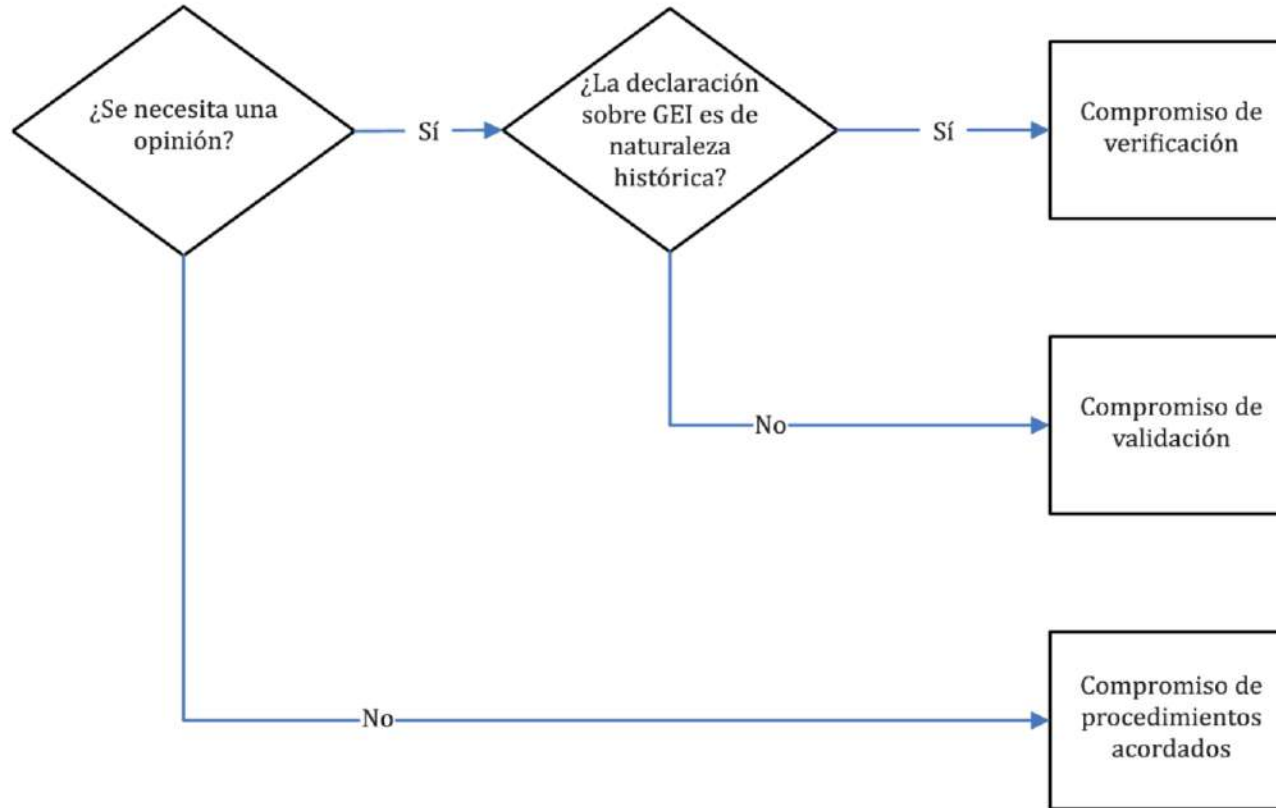 ¿Se necesita una
opinión?
Sí
¿La declaración
sobre GEI es de
naturaleza
histórica?
Sí
Compromiso de
verificación
No
Compromiso de
validación
No
Compromiso de
procedimientos
acordados